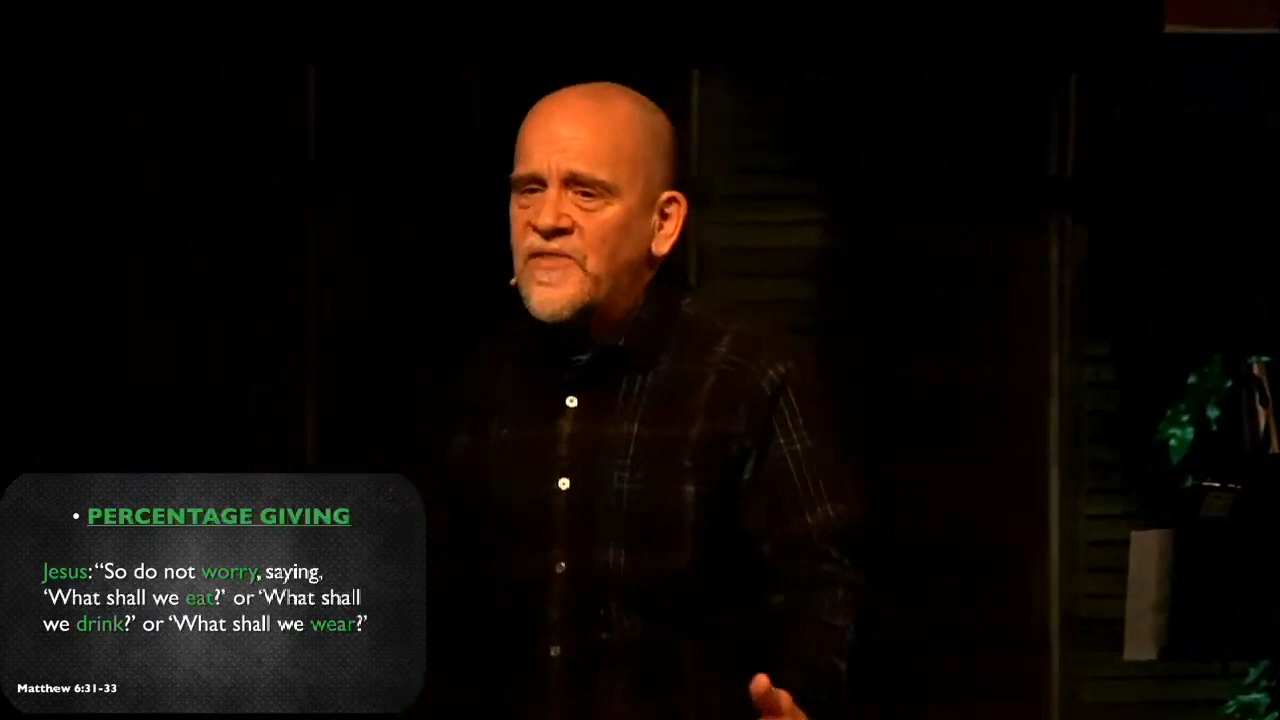 • PERCENTAGE GIVING
Jesus: “So do not worry, saying,
‘What shall we eat?’ or ‘What shall
we drink?’ or ‘What shall we wear?’
Matthew 6:31-33